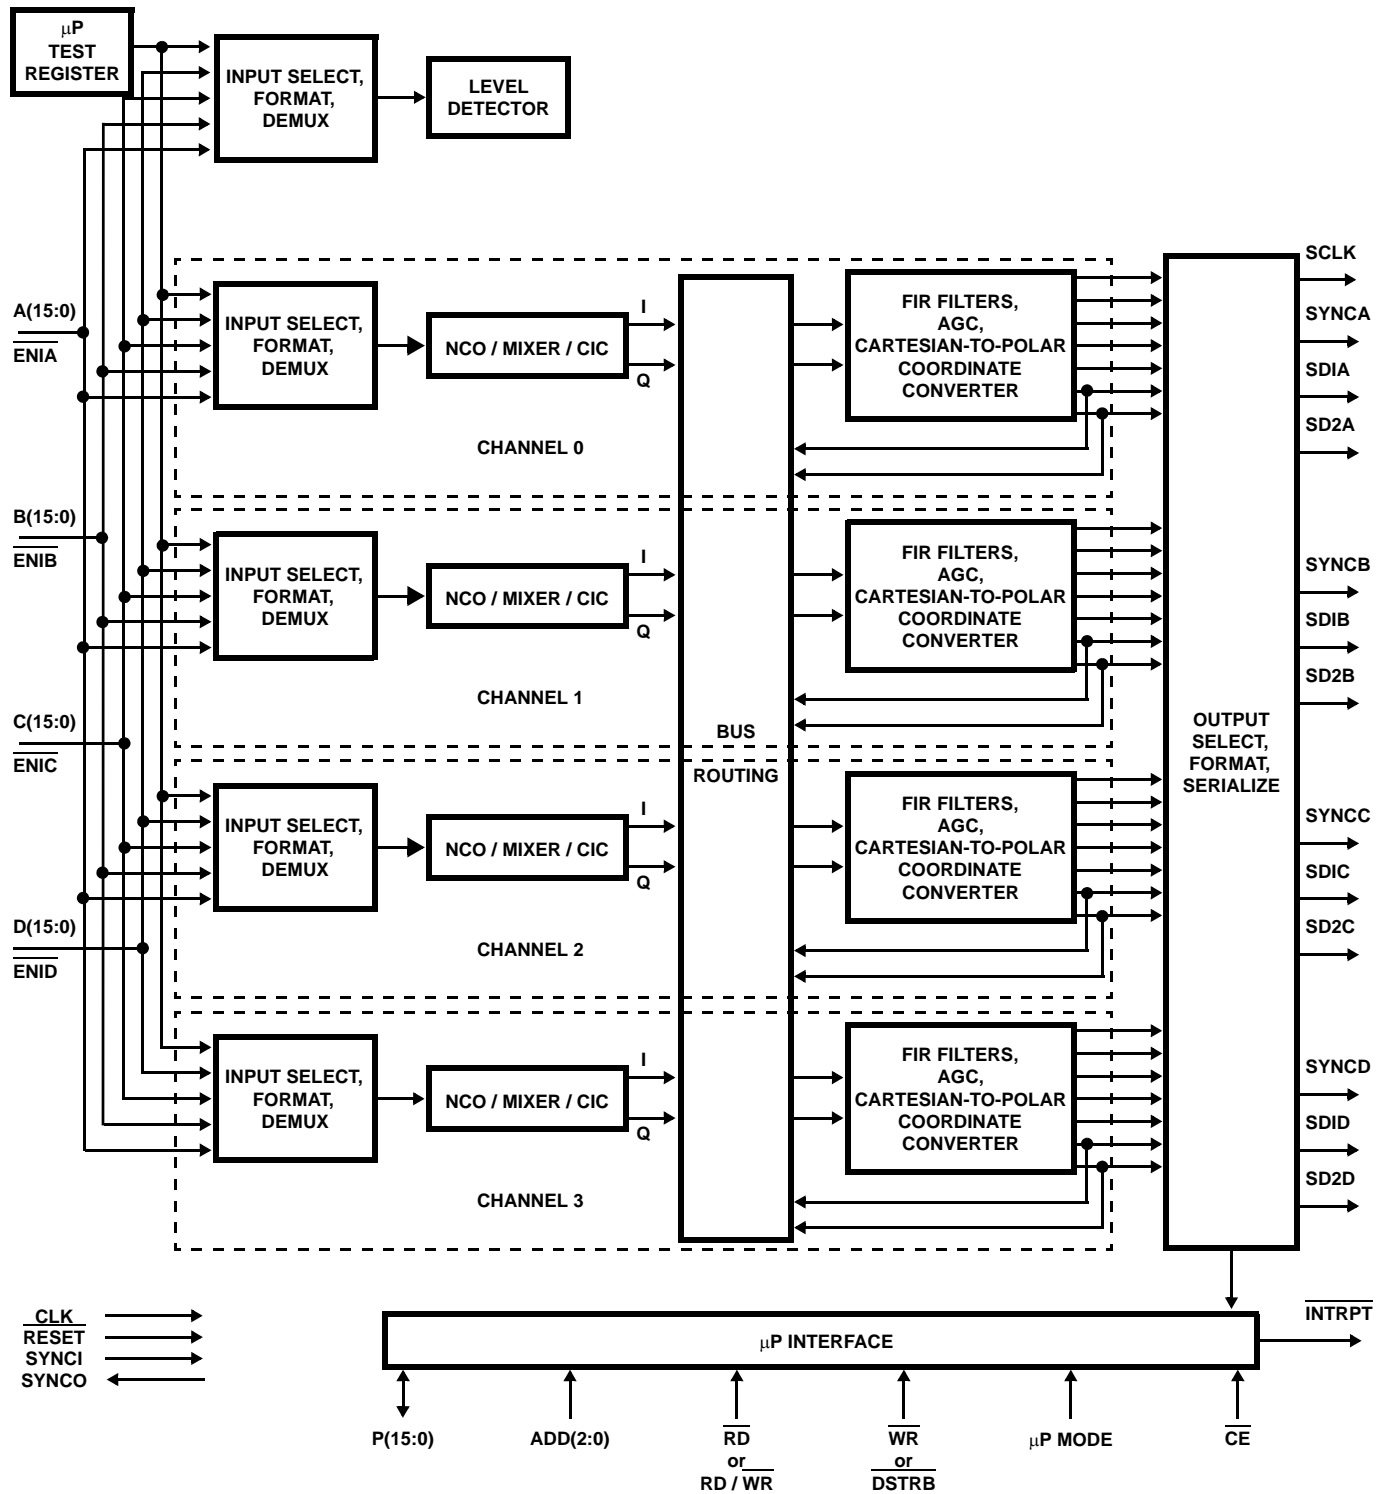 μP
TEST
REGISTER
INPUT SELECT,
FORMAT,
DEMUX
LEVEL
DETECTOR
A(15:0)
ENIA
B(15:0)
ENIB
C(15:0)
ENIC
D(15:0)
ENID
INPUT SELECT,
FORMAT,
DEMUX
NCO / MIXER / CIC
I
Q
CHANNEL 0
FIR FILTERS,
AGC,
CARTESIAN-TO-POLAR
COORDINATE
CONVERTER
INPUT SELECT,
FORMAT,
DEMUX
NCO / MIXER / CIC
I
Q
CHANNEL 1
FIR FILTERS,
AGC,
CARTESIAN-TO-POLAR
COORDINATE
CONVERTER
BUS
ROUTING
INPUT SELECT,
FORMAT,
DEMUX
NCO / MIXER / CIC
I
Q
CHANNEL 2
FIR FILTERS,
AGC,
CARTESIAN-TO-POLAR
COORDINATE
CONVERTER
INPUT SELECT,
FORMAT,
DEMUX
NCO / MIXER / CIC
I
Q
CHANNEL 3
FIR FILTERS,
AGC,
CARTESIAN-TO-POLAR
COORDINATE
CONVERTER
OUTPUT
SELECT,
FORMAT,
SERIALIZE
SCLK
SYNCA
SDIA
SD2A
SYNCB
SDIB
SD2B
SYNCC
SDIC
SD2C
SYNCD
SDID
SD2D
CLK
RESET
SYNCI
SYNCO
μP INTERFACE
INTRPT
P(15:0)
ADD(2:0)
RD
or
RD / WR
WR
or
DSTRB
μP MODE
CE